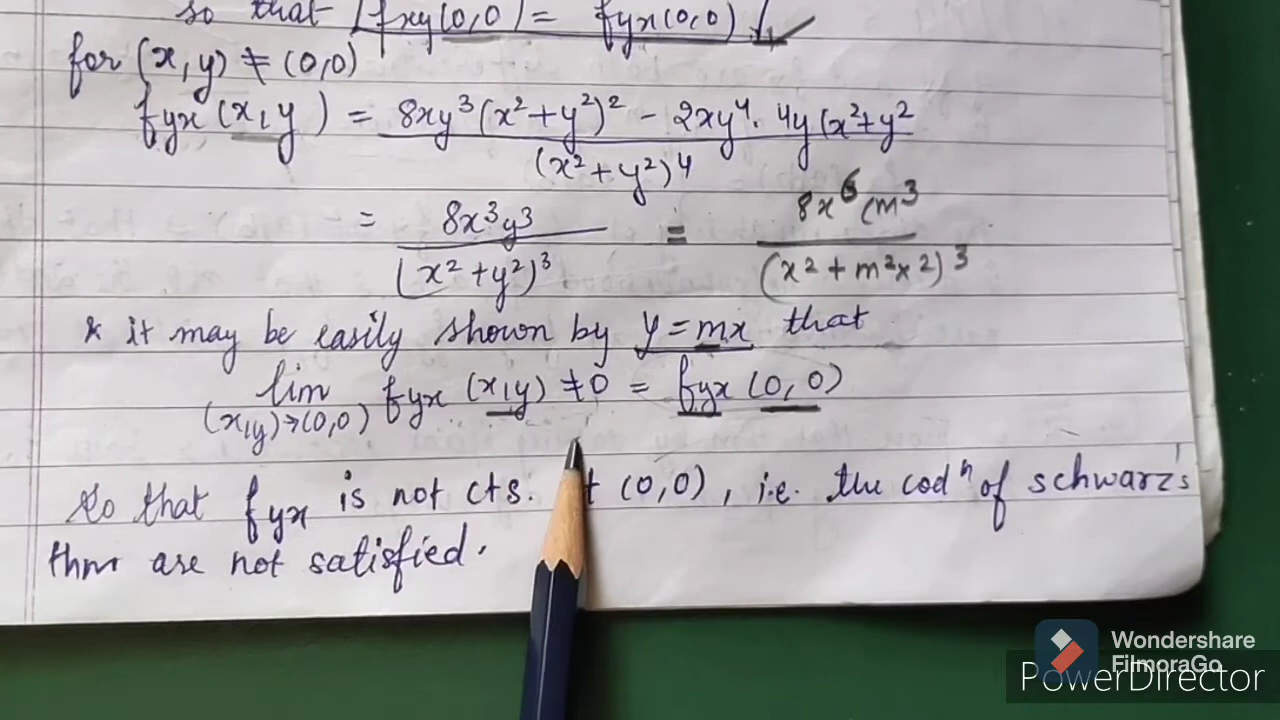 so that fxy(0,0) = fyx(0,0)
for (x,y) ≠ (0,0)
fyx (x,y) = 8xy³(x²+y²)² - 2xy⁴. 4y(x²+y²
(x²+y²)⁴
= 8x³y³ = 8x⁶(m³
(x²+y²)³ (x²+m²x²)³
* it may be easily shown by y=mx that
lim fyx (x,y) ≠0 = fyx (0,0)
(x,y)→(0,0)
so that fyx is not cts. (0,0), i.e. the codⁿ of schwarz's
thm are not satisfied.
Wondershare
FilmoraGo
PowerDirector